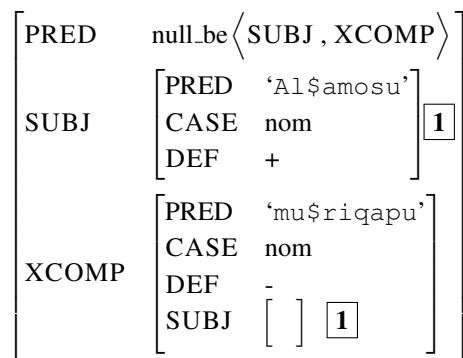 PRED null_be⟨SUBJ , XCOMP⟩
SUBJ
PRED ‘Al$amosu’
CASE nom
DEF +
1
XCOMP
PRED ‘mu$riqapu’
CASE nom
DEF -
SUBJ [ ] 1